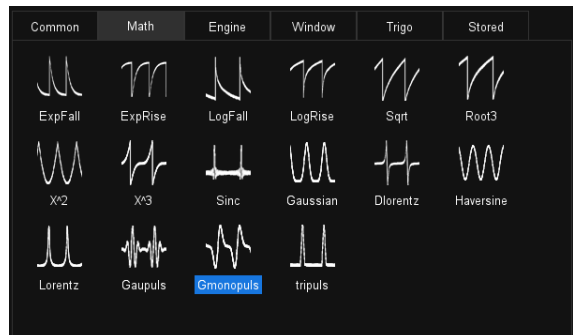 Common Math Engine Window Trigo Stored
ExpFall ExpRise LogFall LogRise Sqrt Root3
X^2 X^3 Sinc Gaussian Dlorentz Haversine
Lorentz Gaupuls Gmonopuls tripuls